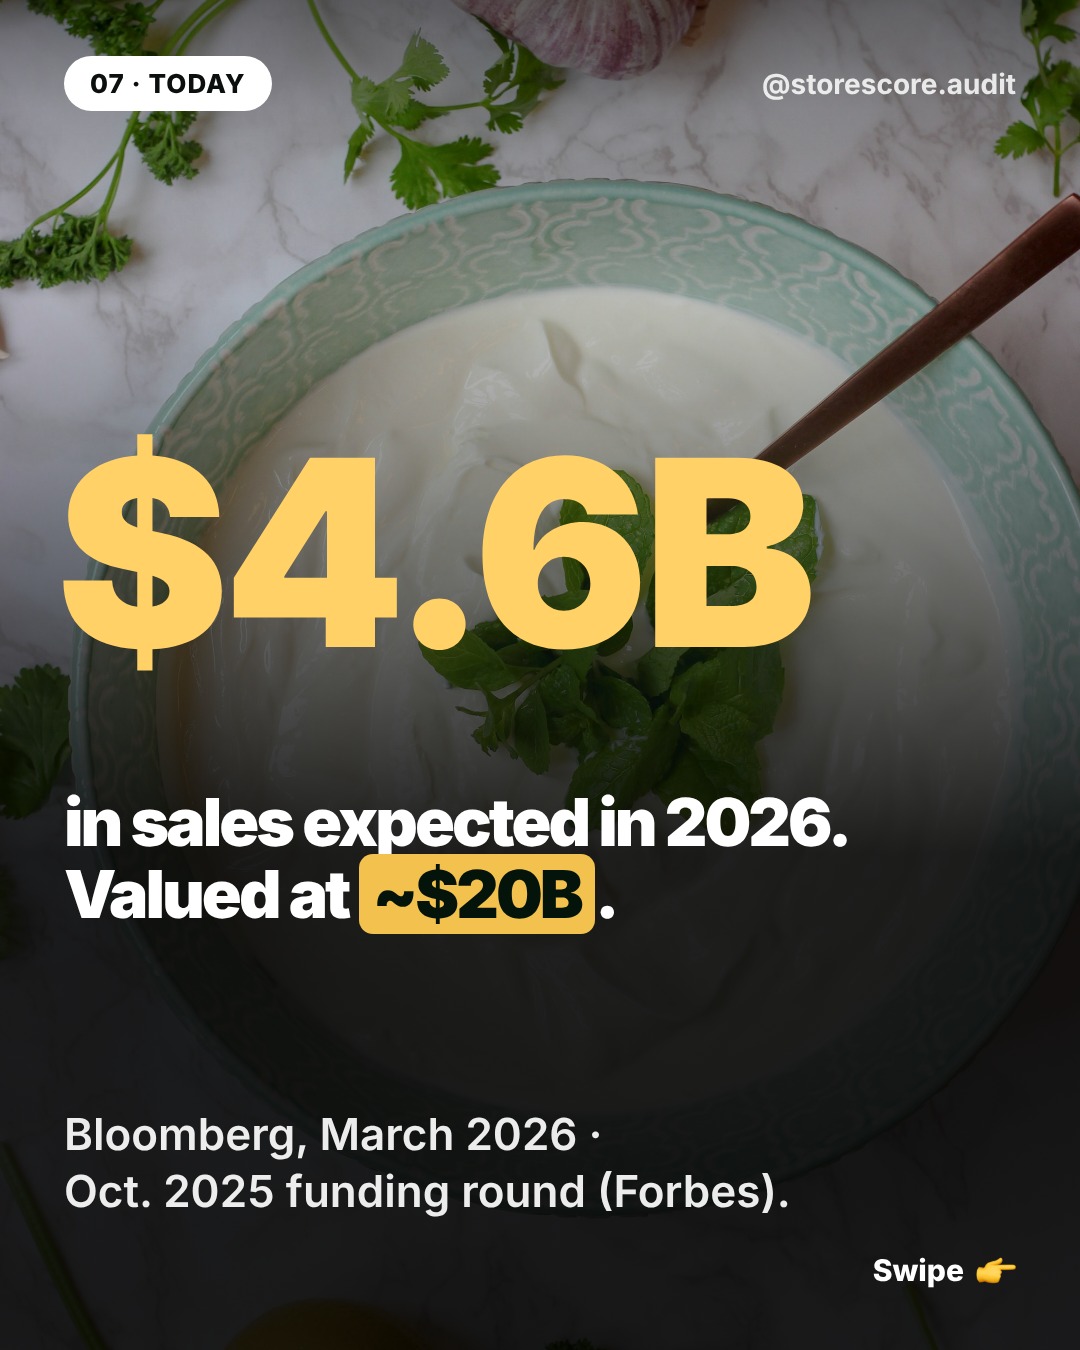 07 · TODAY
@storescore.audit
$4.6B
in sales expected in 2026.
Valued at ~$20B.
Bloomberg, March 2026 ·
Oct. 2025 funding round (Forbes).
Swipe 👉